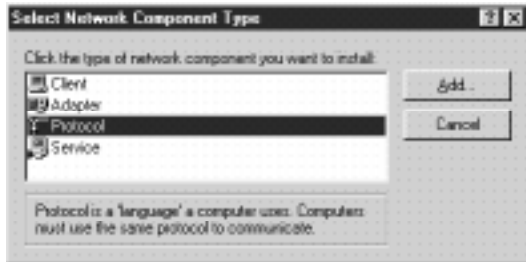 Select Network Component Type
Click the type of network component you want to install:
Client
Add...
Adapter
Protocol
Cancel
Service
Protocol is a 'language' a computer uses. Computers
must use the same protocol to communicate.